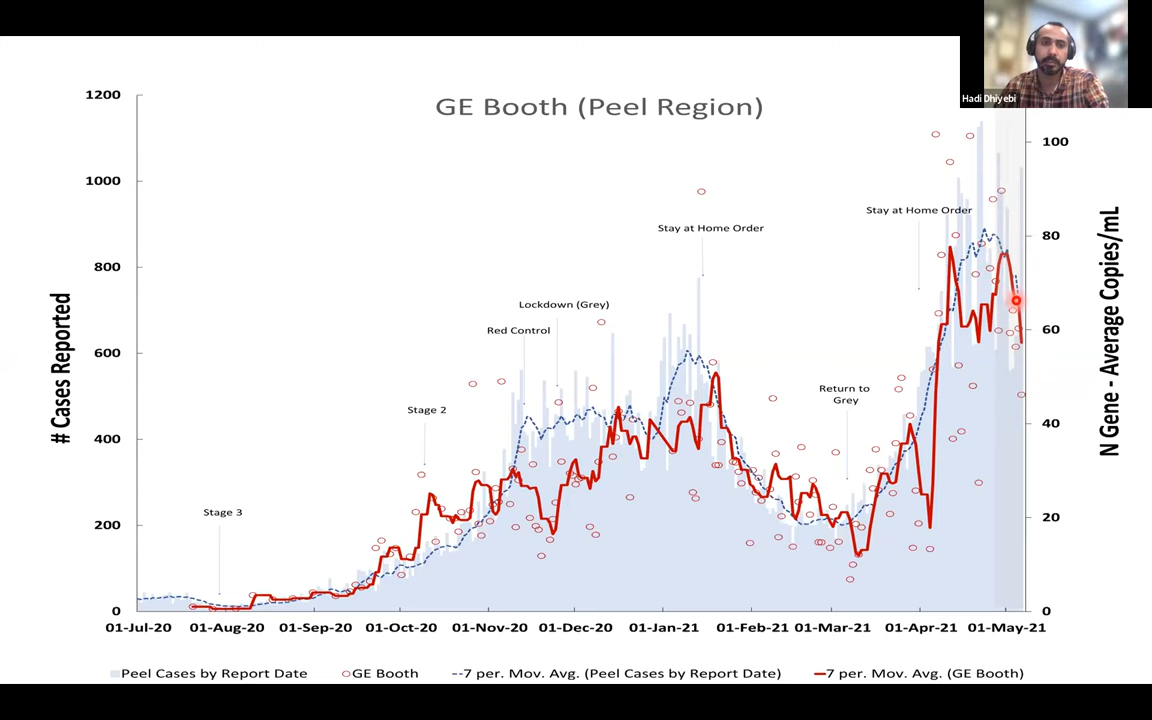 Hadi Dhiyebi
GE Booth (Peel Region)
# Cases Reported
1200
1000
800
600
400
200
0
N Gene - Average Copies/mL
100
80
60
40
20
0
Stage 3
Stage 2
Red Control
Lockdown (Grey)
Stay at Home Order
Return to
Grey
Stay at Home Order
01-Jul-20 01-Aug-20 01-Sep-20 01-Oct-20 01-Nov-20 01-Dec-20 01-Jan-21 01-Feb-21 01-Mar-21 01-Apr-21 01-May-21
Peel Cases by Report Date GE Booth 7 per. Mov. Avg. (Peel Cases by Report Date) 7 per. Mov. Avg. (GE Booth)